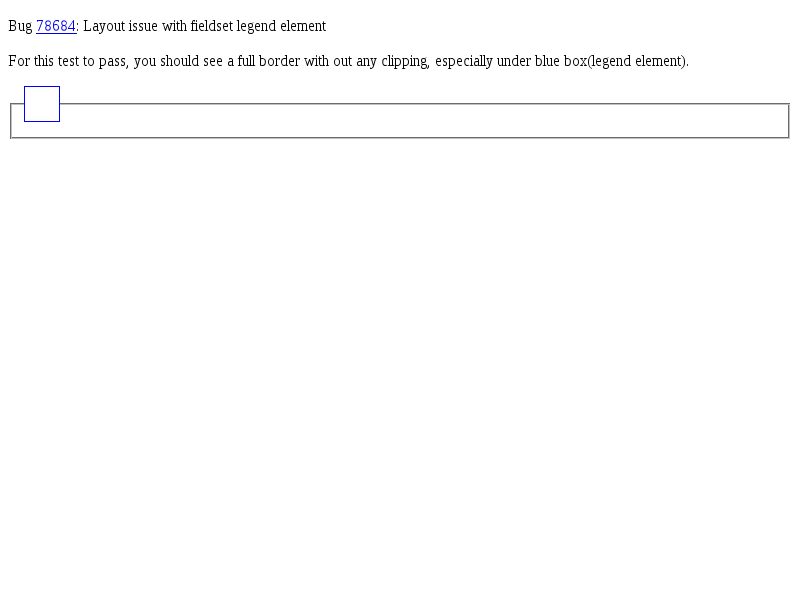 Bug 78684: Layout issue with fieldset legend element
For this test to pass, you should see a full border with out any clipping, especially under blue box(legend element).